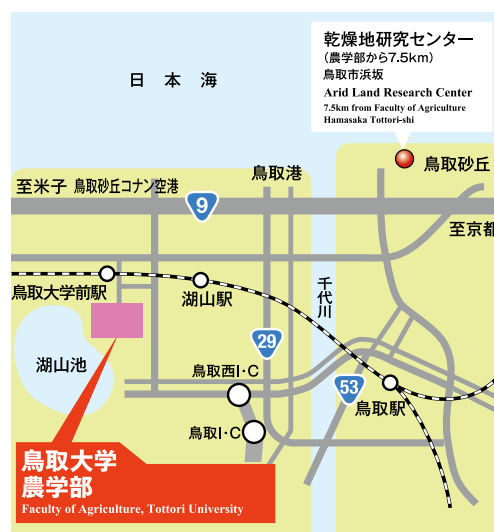 乾燥地研究センター
(農学部から7.5km)
鳥取市浜坂
Arid Land Research Center
7.5km from Faculty of Agriculture
Hamasaka Tottori-shi
日本海
鳥取砂丘
鳥取港
至米子 鳥取砂丘コナン空港
9
至京都
鳥取大学前駅
湖山駅
千代川
29
湖山池
鳥取西I・C
53
鳥取駅
鳥取I・C
鳥取大学
農学部
Faculty of Agriculture, Tottori University